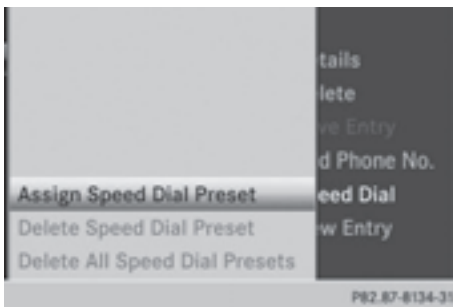 tails
lete
ve Entry
d Phone No.
Assign Speed Dial Preset eed Dial
Delete Speed Dial Preset w Entry
Delete All Speed Dial Presets
P82.87-8134-31